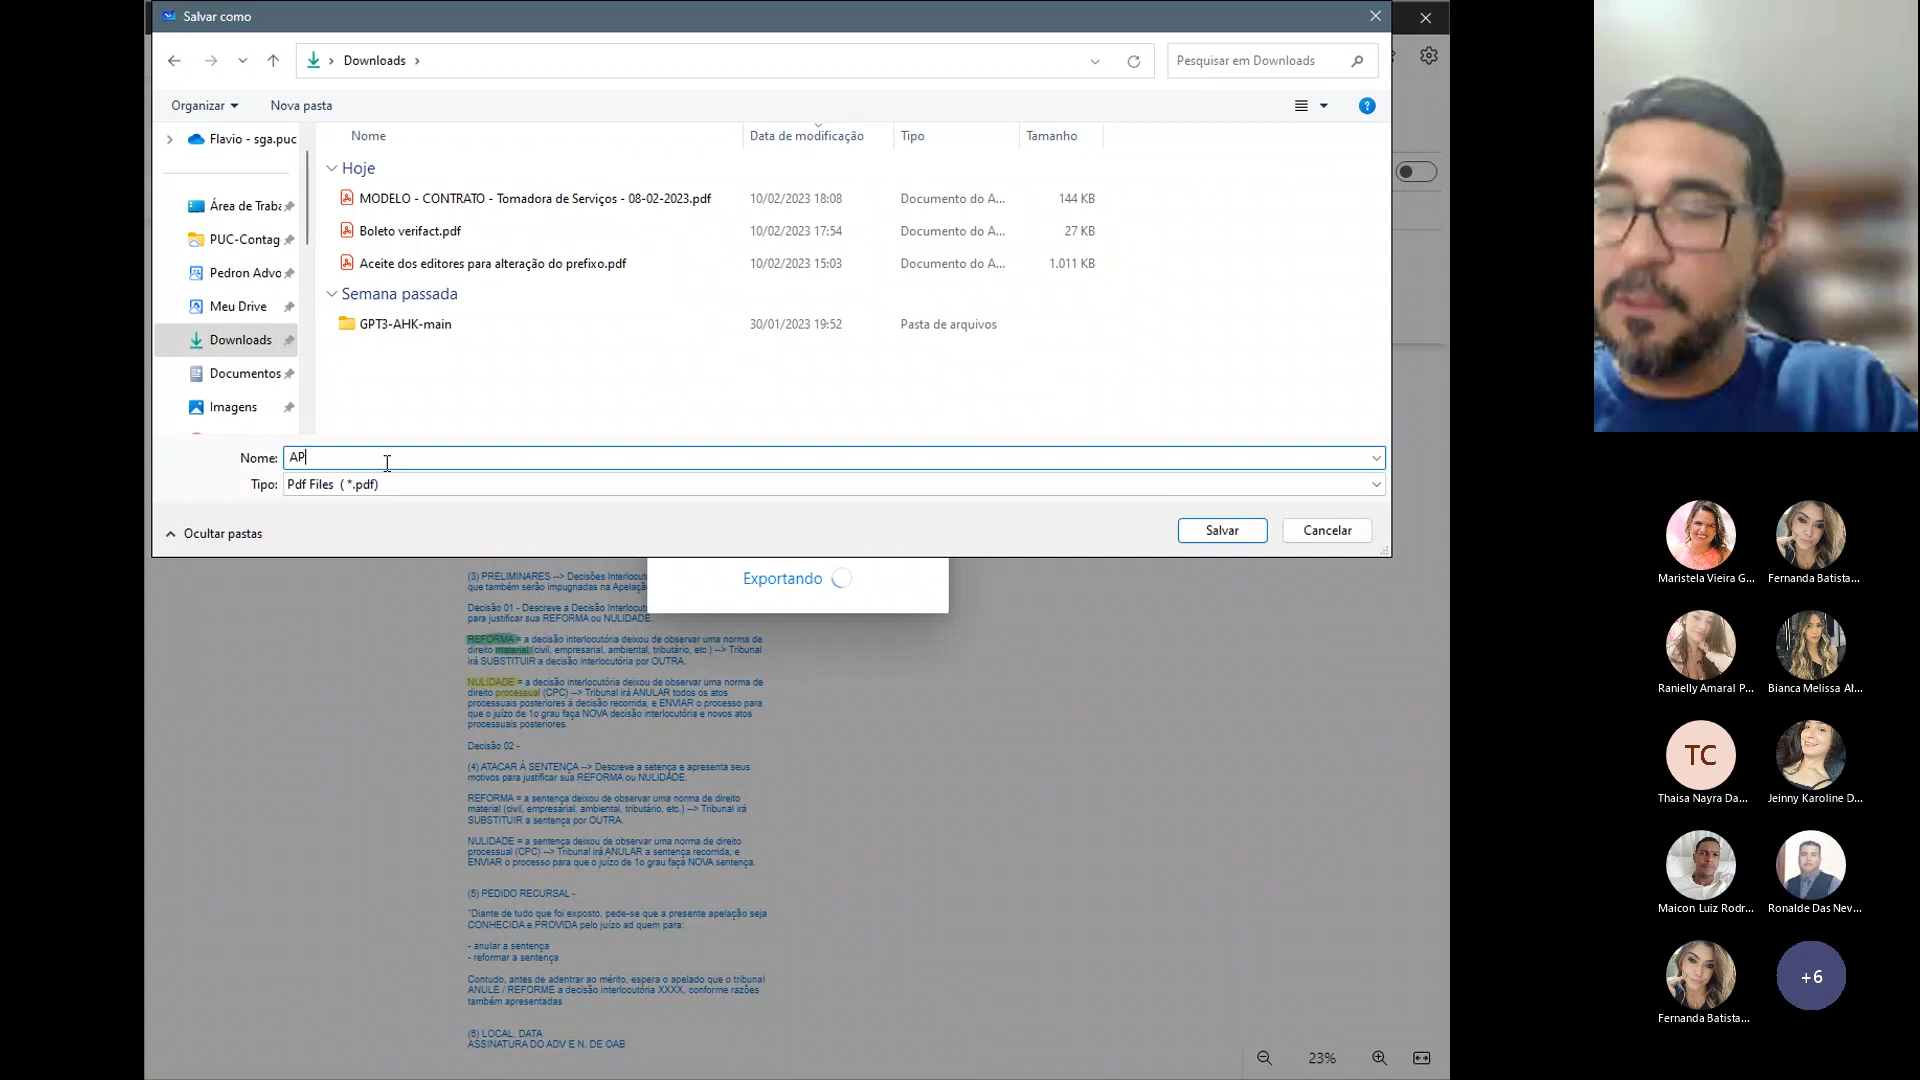 Salvar como
Downloads
Pesquisar em Downloads
Organizar
Nova pasta
Flavio - sga.puc
Nome
Data de modificação
Tipo
Tamanho
Hoje
MODELO - CONTRATO - Tomadora de Serviços - 08-02-2023.pdf
10/02/2023 18:08
Documento do A...
144 KB
Boleto verifact.pdf
10/02/2023 17:54
Documento do A...
27 KB
Aceite dos editores para alteração do prefixo.pdf
10/02/2023 15:03
Documento do A...
1.011 KB
Semana passada
GPT3-AHK-main
30/01/2023 19:52
Pasta de arquivos
Área de Traba
PUC-Contag
Pedron Advo
Meu Drive
Downloads
Documentos
Imagens
Nome:
AP
Tipo:
Pdf Files (*.pdf)
Ocultar pastas
Salvar
Cancelar
Exportando
(3) PRELIMINARES --> Decisões Interlocut
que também serão impugnadas na Apelaçã
Decisão 01 - Descreve a Decisão Interlocut
para justificar sua REFORMA ou NULIDADE.
REFORMA = a decisão interlocutória deixou de observar uma norma de
direito material (civil, empresarial, ambiental, tributário, etc.) --> Tribunal
irá SUBSTITUIR a decisão interlocutória por OUTRA.
NULIDADE = a decisão interlocutória deixou de observar uma norma de
direito processual (CPC) --> Tribunal irá ANULAR todos os atos
processuais posteriores à decisão recorrida, e ENVIAR o processo para
que o juízo de 1o grau faça NOVA decisão interlocutória e novos atos
processuais posteriores.
Decisão 02 -
(4) ATACAR À SENTENÇA --> Descreve a setença e apresenta seus
motivos para justificar sua REFORMA ou NULIDADE.
REFORMA = a sentença deixou de observar uma norma de direito
material (civil, empresarial, ambiental, tributário, etc.) --> Tribunal irá
SUBSTITUIR a sentença por OUTRA.
NULIDADE = a sentença deixou de observar uma norma de direito
processual (CPC) --> Tribunal irá ANULAR a sentença recorrida, e
ENVIAR o processo para que o juízo de 1o grau faça NOVA sentença.
(5) PEDIDO RECURSAL -
"Diante de tudo que foi exposto, pede-se que a presente apelação seja
CONHECIDA e PROVIDA pelo juízo ad quem para:
- anular a sentença
- reformar a sentença
Contudo, antes de adentrar ao mérito, espera o apelado que o tribunal
ANULE / REFORME a decisão interlocutória XXXX, conforme razões
também apresentadas
(6) LOCAL, DATA
ASSINATURA DO ADV E N. DE OAB
23%
Maristela Vieira G...
Fernanda Batista...
Ranielly Amaral P...
Bianca Melissa Al...
TC
Thaisa Nayra Da...
Jeinny Karoline D...
Maicon Luiz Rodr...
Ronalde Das Nev...
Fernanda Batista...
+6